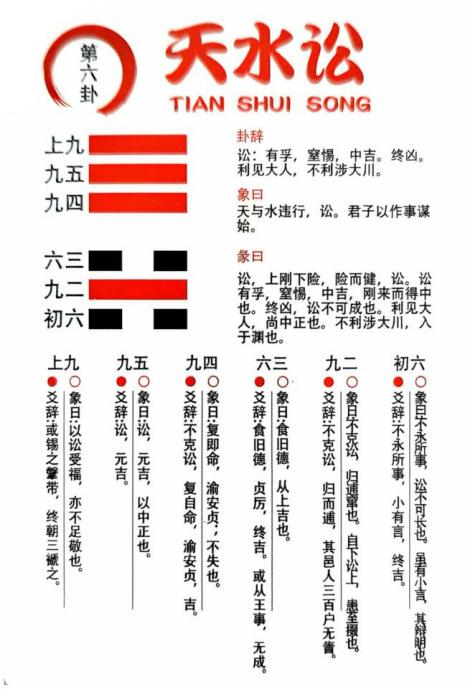 第六卦
天水讼
TIAN SHUI SONG
上九
九五
九四
六三
九二
初六
卦辞
讼：有孚，窒惕，中吉。终凶。
利见大人，不利涉大川。
象曰
天与水违行，讼。君子以作事谋
始。
彖曰
讼，上刚下险，险而健，讼。讼
有孚，窒惕，中吉，刚来而得中
也。终凶，讼不可成也。利见大
人，尚中正也。不利涉大川，入
于渊也。
初六
象曰:不永所事，讼不可长也。虽有小言，其辩明也。
爻辞:不永所事，小有言，终吉。
九二
象曰:不克讼，归逋窜也。自下讼上，患至掇也。
爻辞:不克讼，归而逋，其邑人三百户无眚。
六三
象曰:食旧德，从上吉也。
爻辞:食旧德，贞厉，终吉。或从王事，无成。
九四
象曰:复即命，渝安贞；不失也。
爻辞:不克讼，复自命，渝安贞，吉。
九五
象曰:讼，元吉，以中正也。
爻辞:讼，元吉。
上九
象曰:以讼受福，亦不足敬也。
爻辞:或锡之鞶带，终朝三褫之。